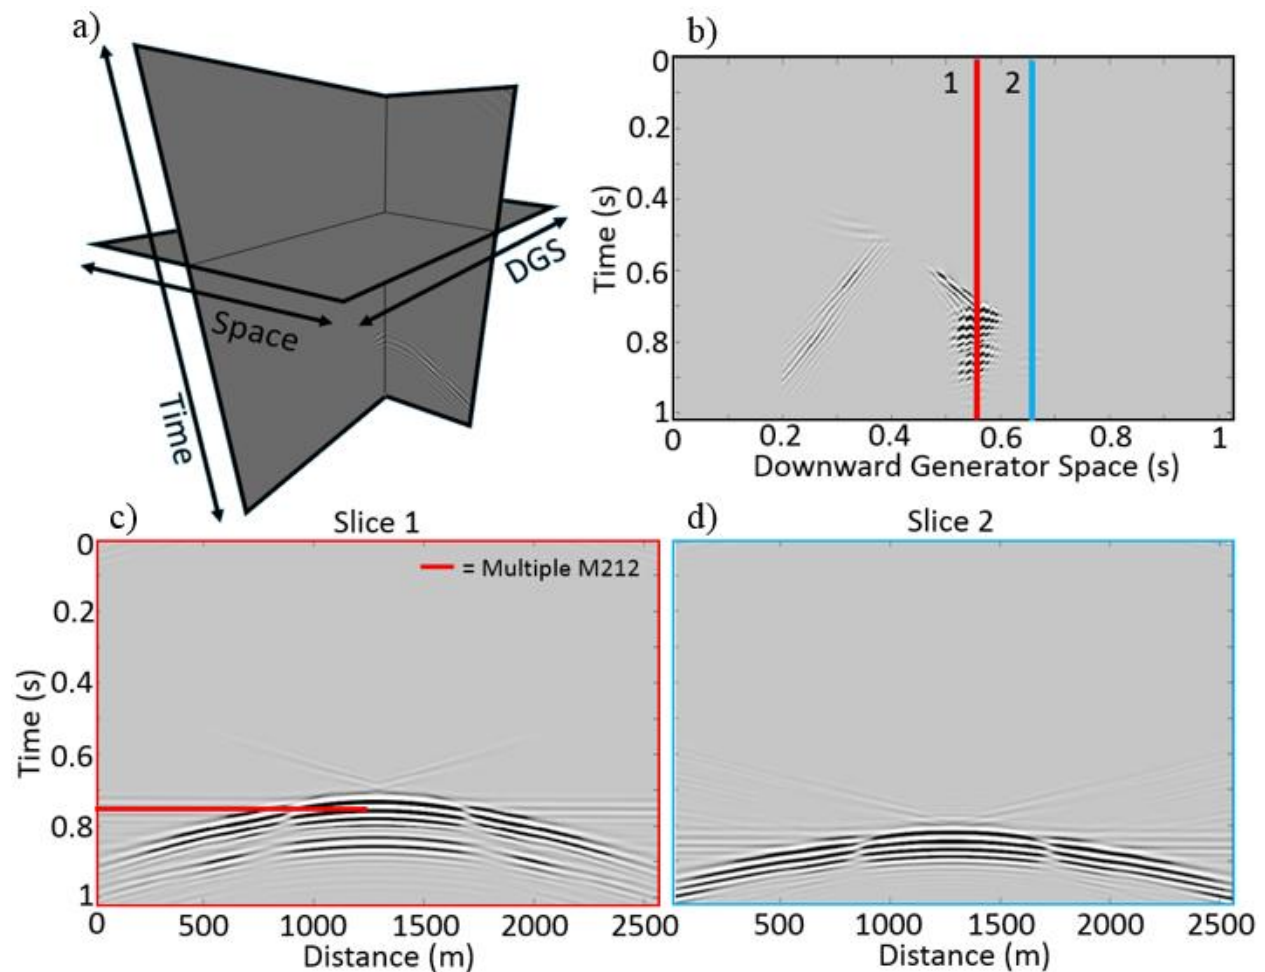 a)
Time
Space
DGS
b)
1 2
0
0.2
0.4
0.6
0.8
1
Time (s)
0 0.2 0.4 0.6 0.8 1
Downward Generator Space (s)
c) Slice 1
= Multiple M212
0
0.2
0.4
0.6
0.8
1
Time (s)
0 500 1000 1500 2000 2500
Distance (m)
d) Slice 2
500 1000 1500 2000 2500
Distance (m)